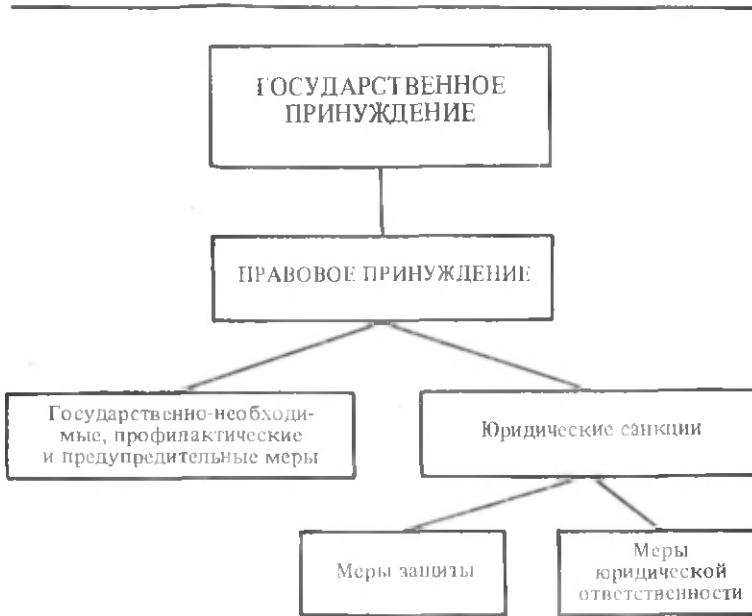 ГОСУДАРСТВЕННОЕ
ПРИНУЖДЕНИЕ
ПРАВОВОЕ ПРИНУЖДЕНИЕ
Государственно-необходи-
мые, профилактические
и предупредительные меры
Юридические санкции
Меры защиты
Меры
юридической
ответственности